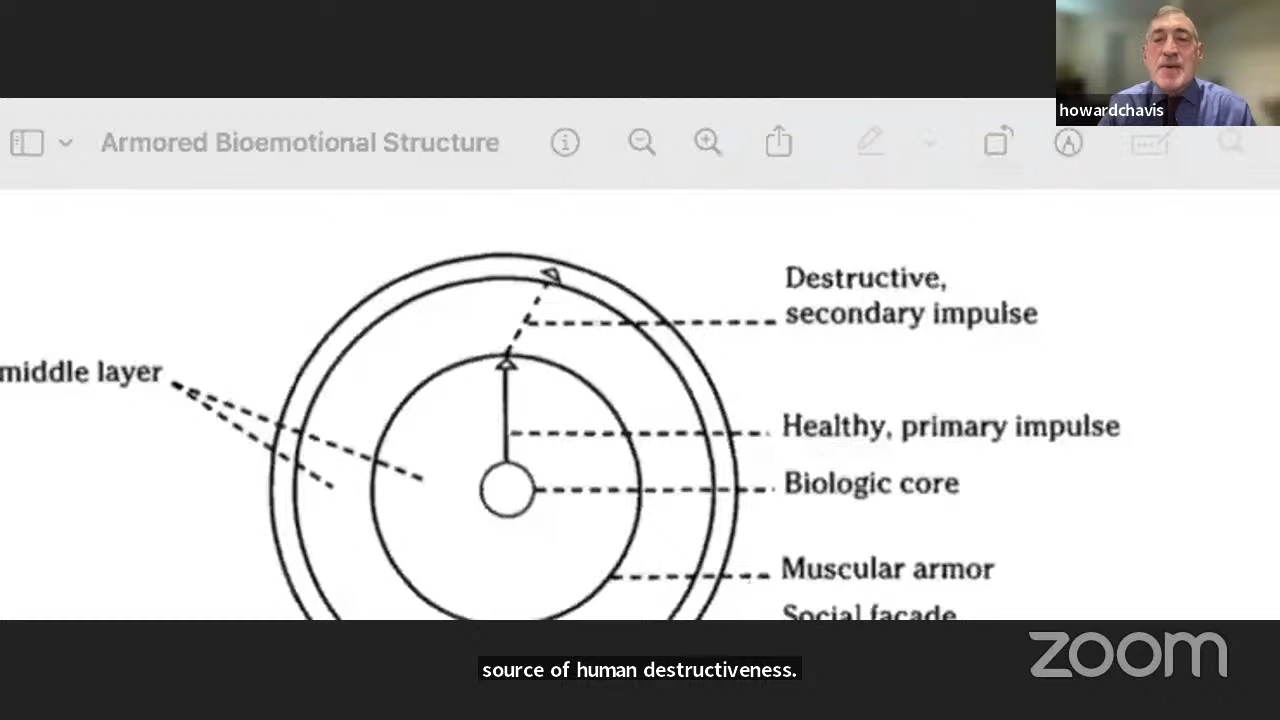 howardchavis
Armored Bioemotional Structure
Destructive,
secondary impulse
middle layer
Healthy, primary impulse
Biologic core
Muscular armor
Social facade
zoom
source of human destructiveness.